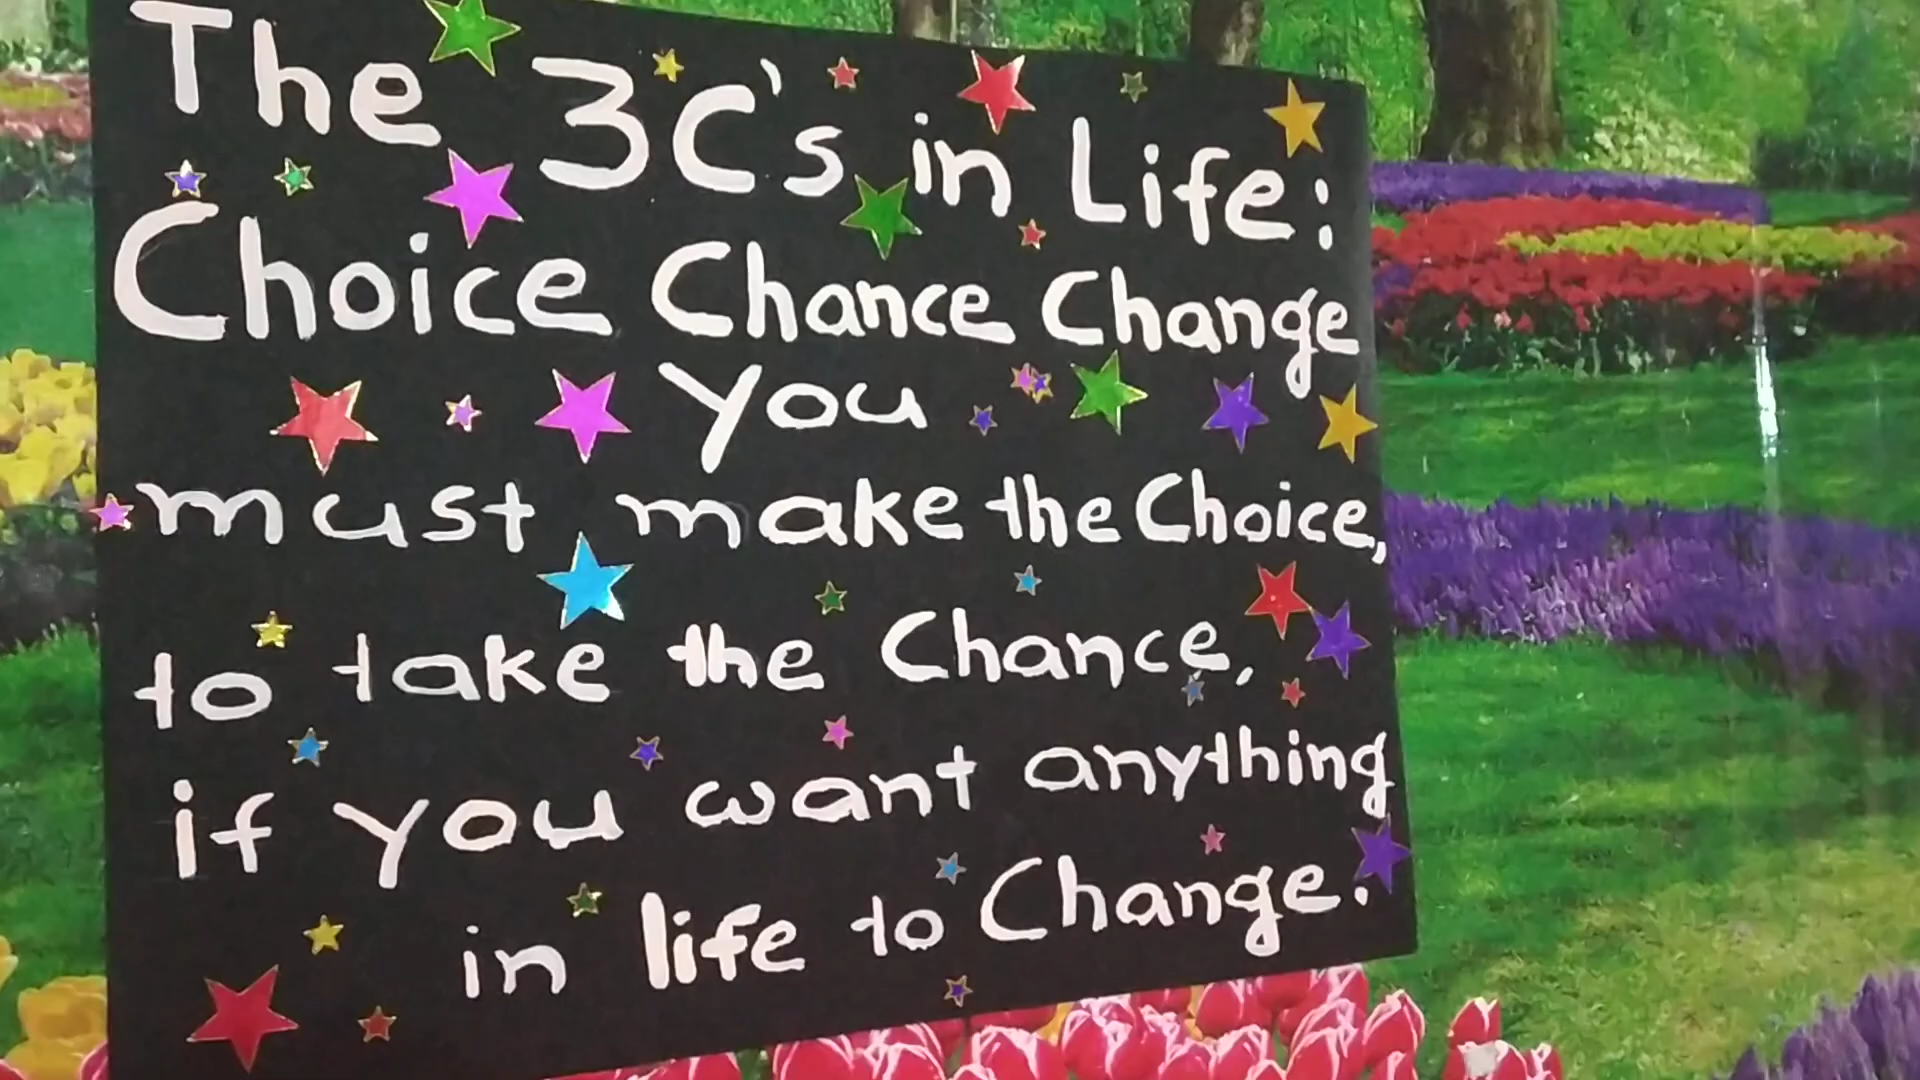 The 3C's in Life:
Choice Chance Change
You
must make the Choice,
to take the Chance,
if you want anything
in life to Change.